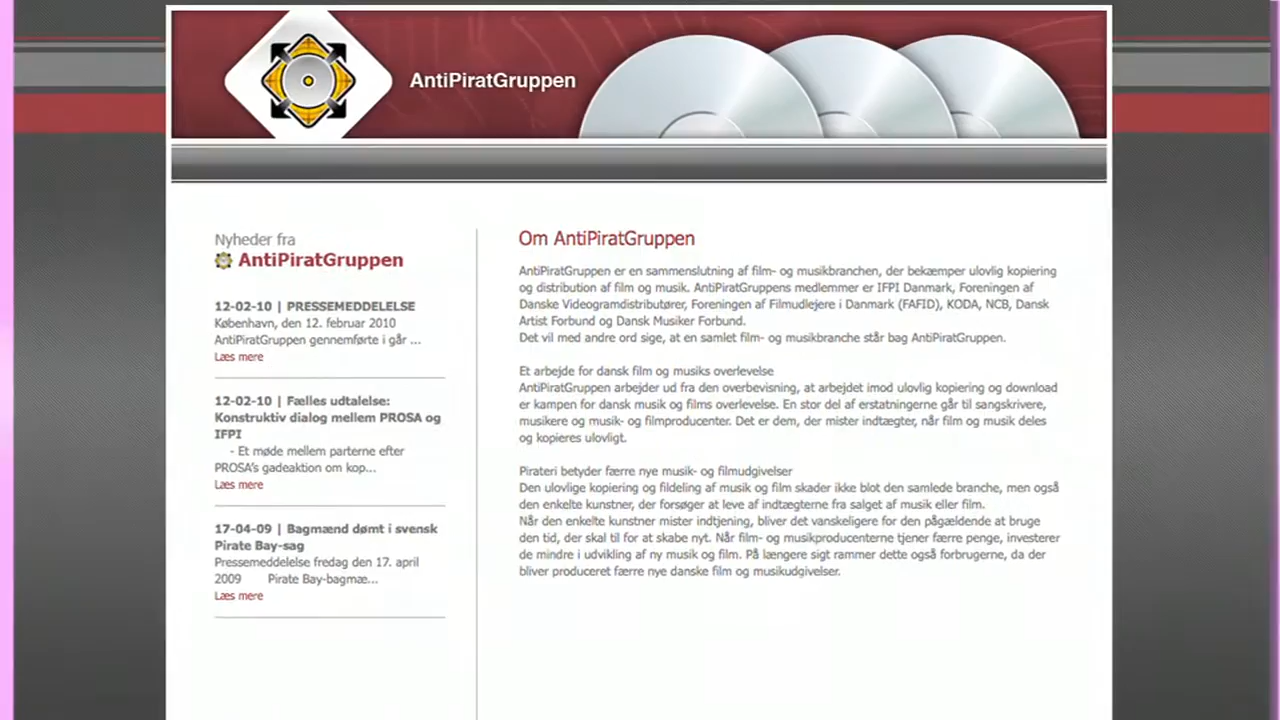 AntiPiratGruppen
Nyheder fra
AntiPiratGruppen
12-02-10 | PRESSEMEDDELELSE
København, den 12. februar 2010
AntiPiratGruppen gennemførte i går ...
Læs mere
12-02-10 | Fælles udtalelse:
Konstruktiv dialog mellem PROSA og
IFPI
- Et møde mellem parterne efter
PROSA's gadeaktion om kop...
Læs mere
17-04-09 | Bagmænd dømt i svensk
Pirate Bay-sag
Pressemeddelelse fredag den 17. april
2009 Pirate Bay-bagmæ...
Læs mere
Om AntiPiratGruppen
AntiPiratGruppen er en sammenslutning af film- og musikbranchen, der bekæmper ulovlig kopiering
og distribution af film og musik. AntiPiratGruppens medlemmer er IFPI Danmark, Foreningen af
Danske Videogramdistributører, Foreningen af Filmudlejere i Danmark (FAFID), KODA, NCB, Dansk
Artist Forbund og Dansk Musiker Forbund.
Det vil med andre ord sige, at en samlet film- og musikbranche står bag AntiPiratGruppen.
Et arbejde for dansk film og musiks overlevelse
AntiPiratGruppen arbejder ud fra den overbevisning, at arbejdet imod ulovlig kopiering og download
er kampen for dansk musik og films overlevelse. En stor del af erstatningerne går til sangskrivere,
musikere og musik- og filmproducenter. Det er dem, der mister indtægter, når film og musik deles
og kopieres ulovligt.
Pirateri betyder færre nye musik- og filmudgivelser
Den ulovlige kopiering og fildeling af musik og film skader ikke blot den samlede branche, men også
den enkelte kunstner, der forsøger at leve af indtægterne fra salget af musik eller film.
Når den enkelte kunstner mister indtjening, bliver det vanskeligere for den pågældende at bruge
den tid, der skal til for at skabe nyt. Når film- og musikproducenterne tjener færre penge, investerer
de mindre i udvikling af ny musik og film. På længere sigt rammer dette også forbrugerne, da der
bliver produceret færre nye danske film og musikudgivelser.